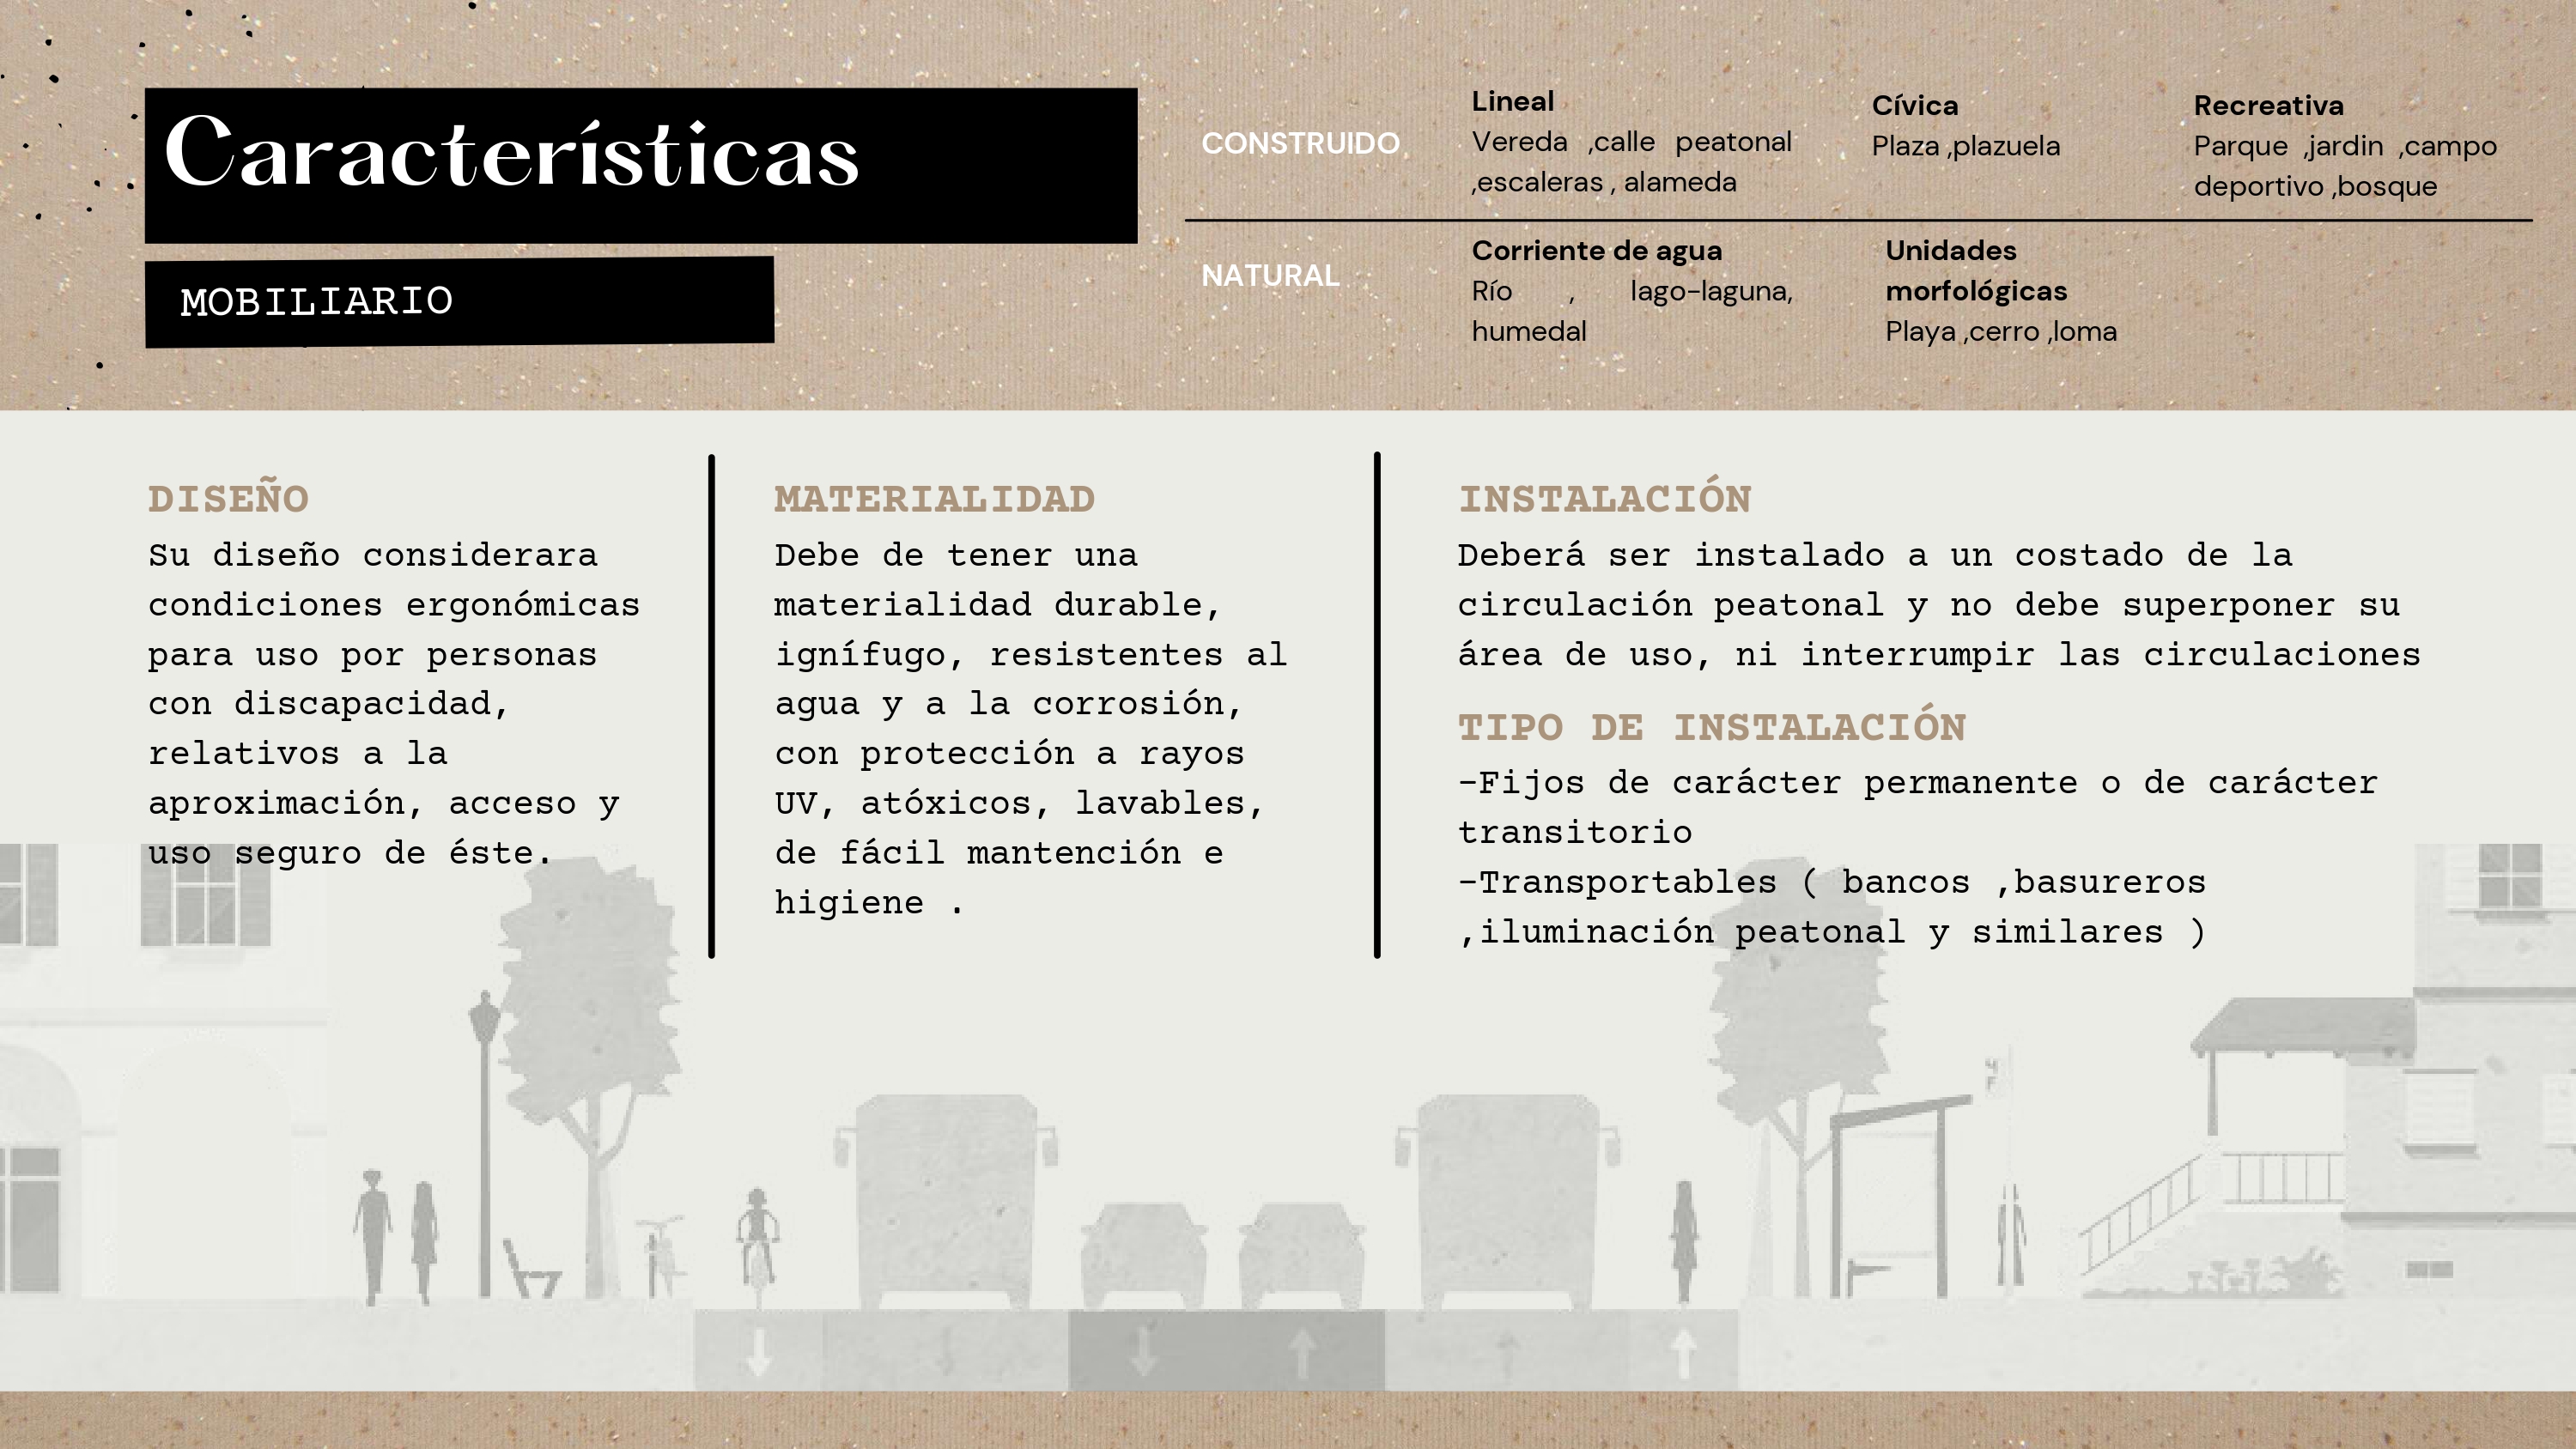 Características
MOBILIARIO
CONSTRUIDO
Lineal
Vereda ,calle peatonal
,escaleras , alameda
Cívica
Plaza ,plazuela
Recreativa
Parque ,jardin ,campo
deportivo ,bosque
NATURAL
Corriente de agua
Río , lago-laguna,
humedal
Unidades
morfológicas
Playa ,cerro ,loma
DISEÑO
Su diseño considerara
condiciones ergonómicas
para uso por personas
con discapacidad,
relativos a la
aproximación, acceso y
uso seguro de éste.
MATERIALIDAD
Debe de tener una
materialidad durable,
ignífugo, resistentes al
agua y a la corrosión,
con protección a rayos
UV, atóxicos, lavables,
de fácil mantención e
higiene .
INSTALACIÓN
Deberá ser instalado a un costado de la
circulación peatonal y no debe superponer su
área de uso, ni interrumpir las circulaciones
TIPO DE INSTALACIÓN
-Fijos de carácter permanente o de carácter
transitorio
-Transportables ( bancos ,basureros
,iluminación peatonal y similares )